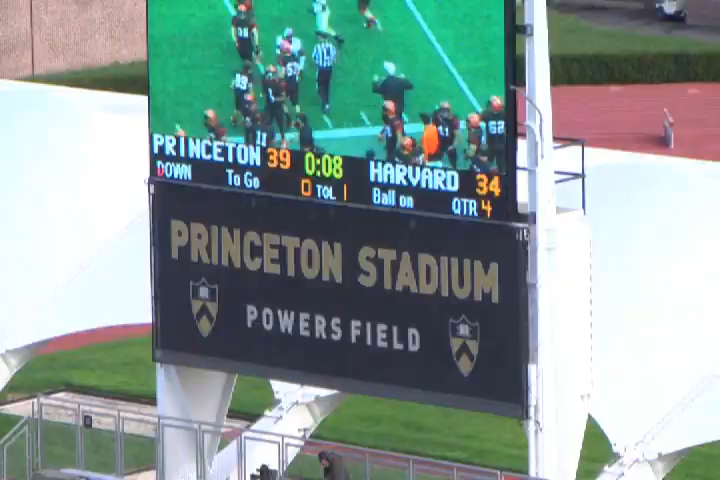 PRINCETON 39 0:08 HARVARD 34
DOWN To Go 0 TOL 1 Ball on QTR 4
PRINCETON STADIUM
POWERS FIELD